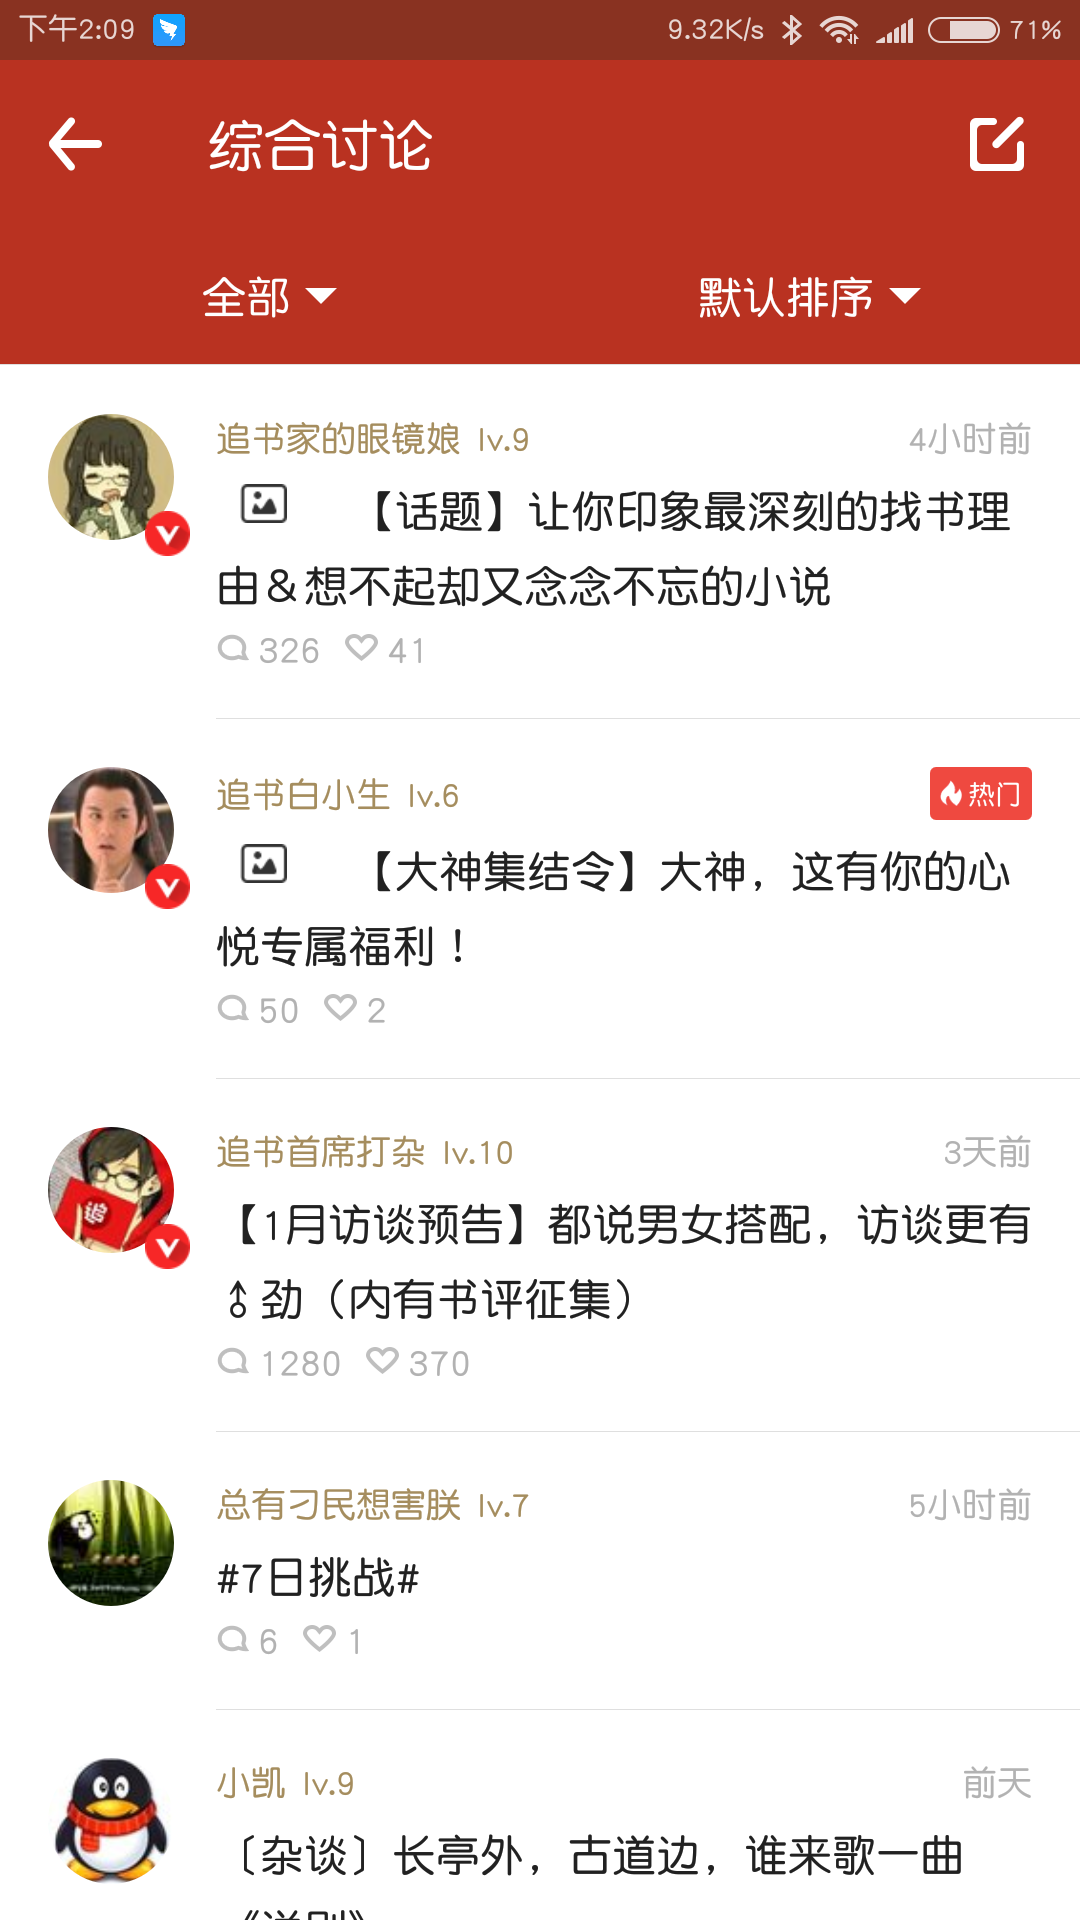 下午2:09 9.32K/s 71%
综合讨论
全部 默认排序
追书家的眼镜娘 lv.9 4小时前
【话题】让你印象最深刻的找书理
由＆想不起却又念念不忘的小说
326 41
追书白小生 lv.6 热门
【大神集结令】大神，这有你的心
悦专属福利！
50 2
追书首席打杂 lv.10 3天前
追
【1月访谈预告】都说男女搭配，访谈更有
♂劲（内有书评征集）
1280 370
总有刁民想害朕 lv.7 5小时前
#7日挑战#
6 1
小凯 lv.9 前天
〔杂谈〕长亭外，古道边，谁来歌一曲
《送别》